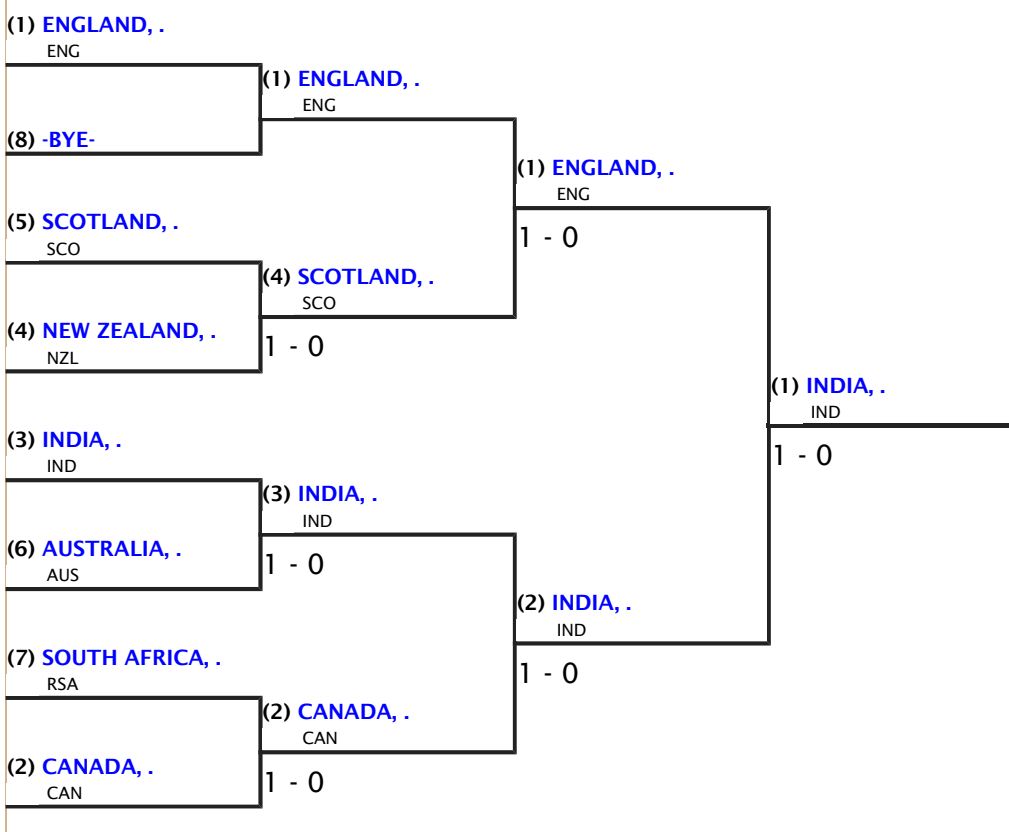 (1) ENGLAND, .
ENG
(8) -BYE-
(5) SCOTLAND, .
SCO
(4) NEW ZEALAND, .
NZL
(3) INDIA, .
IND
(6) AUSTRALIA, .
AUS
(7) SOUTH AFRICA, .
RSA
(2) CANADA, .
CAN
(1) ENGLAND, .
ENG
(4) SCOTLAND, .
SCO
1 - 0
(3) INDIA, .
IND
1 - 0
(2) CANADA, .
CAN
1 - 0
(1) ENGLAND, .
ENG
1 - 0
(2) INDIA, .
IND
1 - 0
(1) INDIA, .
IND
1 - 0